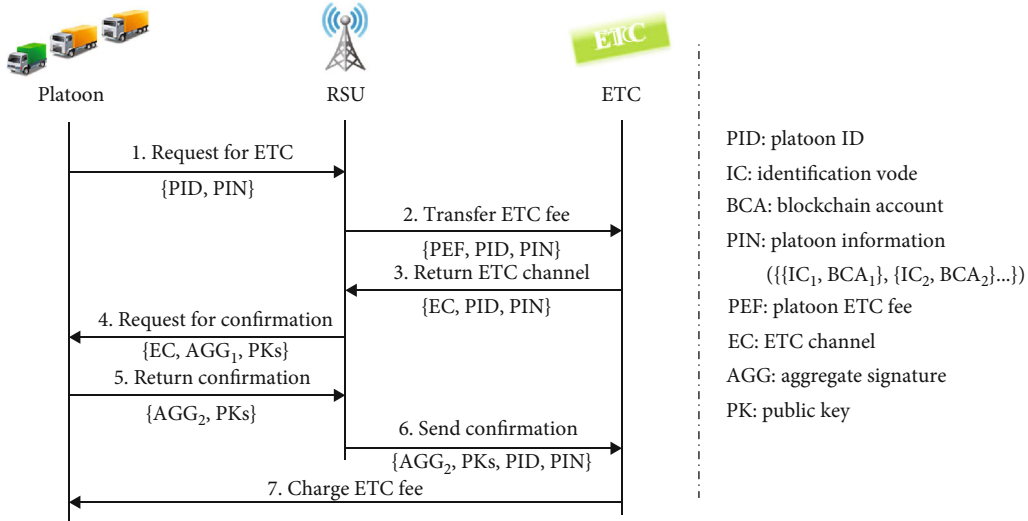 ETC
Platoon
RSU
ETC
1. Request for ETC
{PID, PIN}
2. Transfer ETC fee
{PEF, PID, PIN}
3. Return ETC channel
{EC, PID, PIN}
4. Request for confirmation
{EC, AGG₁, PKs}
5. Return confirmation
{AGG₂, PKs}
6. Send confirmation
{AGG₂, PKs, PID, PIN}
7. Charge ETC fee
PID: platoon ID
IC: identification vode
BCA: blockchain account
PIN: platoon information
({{IC₁, BCA₁}, {IC₂, BCA₂}...})
PEF: platoon ETC fee
EC: ETC channel
AGG: aggregate signature
PK: public key